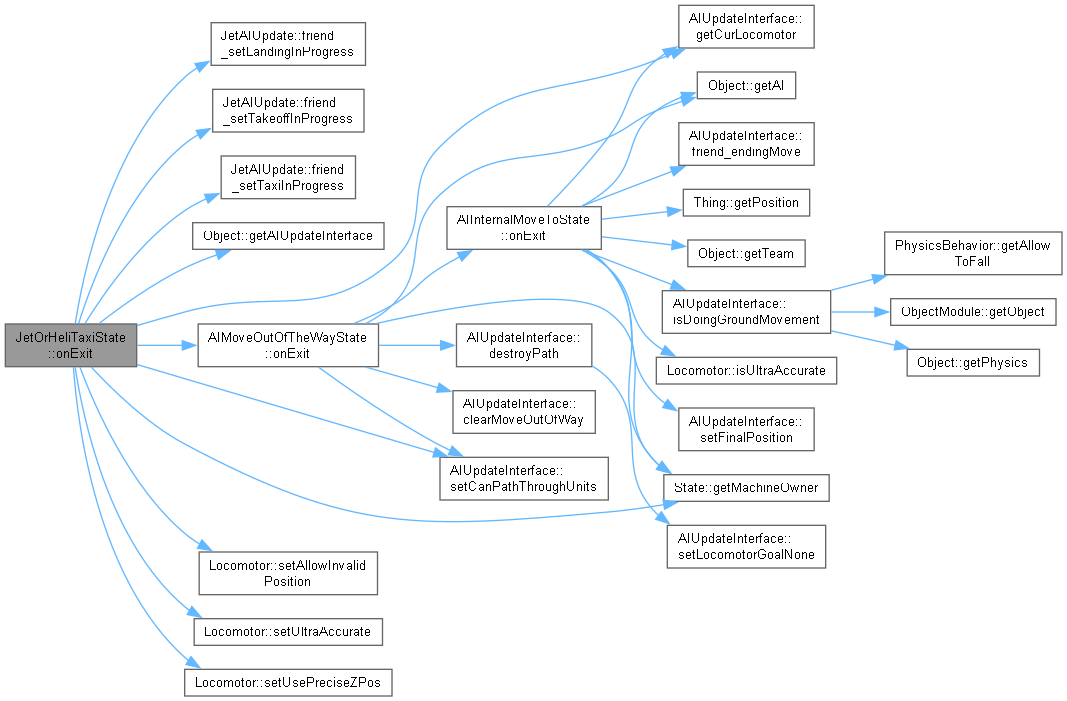 JetAIUpdate::friend
_setLandingInProgress
JetAIUpdate::friend
_setTakeoffInProgress
JetAIUpdate::friend
_setTaxiInProgress
Object::getAIUpdateInterface
JetOrHeliTaxiState
::onExit
AIMoveOutOfTheWayState
::onExit
Locomotor::setAllowInvalid
Position
Locomotor::setUltraAccurate
Locomotor::setUsePreciseZPos
AIInternalMoveToState
::onExit
AIUpdateInterface::
destroyPath
AIUpdateInterface::
clearMoveOutOfWay
AIUpdateInterface::
setCanPathThroughUnits
AIUpdateInterface::
getCurLocomotor
Object::getAI
AIUpdateInterface::
friend_endingMove
Thing::getPosition
Object::getTeam
AIUpdateInterface::
isDoingGroundMovement
Locomotor::isUltraAccurate
AIUpdateInterface::
setFinalPosition
State::getMachineOwner
AIUpdateInterface::
setLocomotorGoalNone
PhysicsBehavior::getAllow
ToFall
ObjectModule::getObject
Object::getPhysics